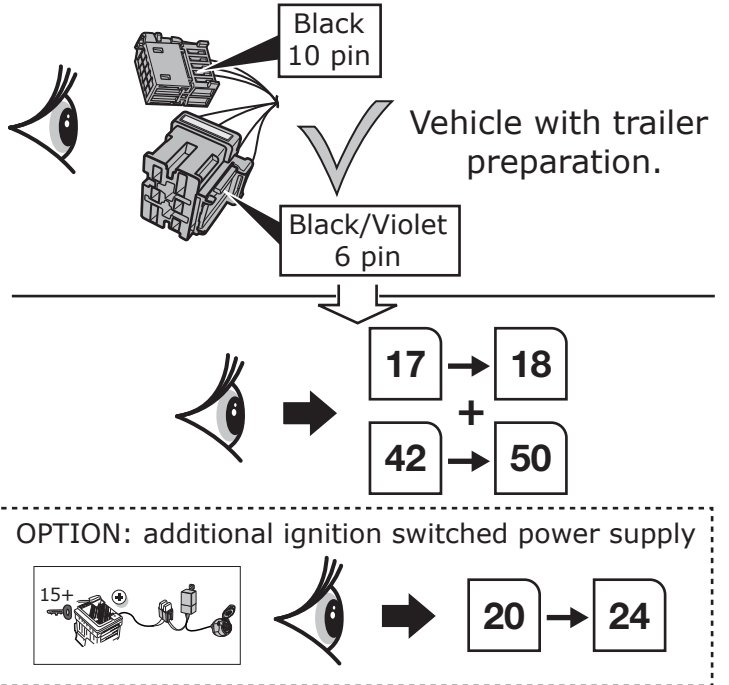 Black
10 pin
Vehicle with trailer
preparation.
Black/Violet
6 pin
17 → 18
+
42 → 50
OPTION: additional ignition switched power supply
15+
20 → 24